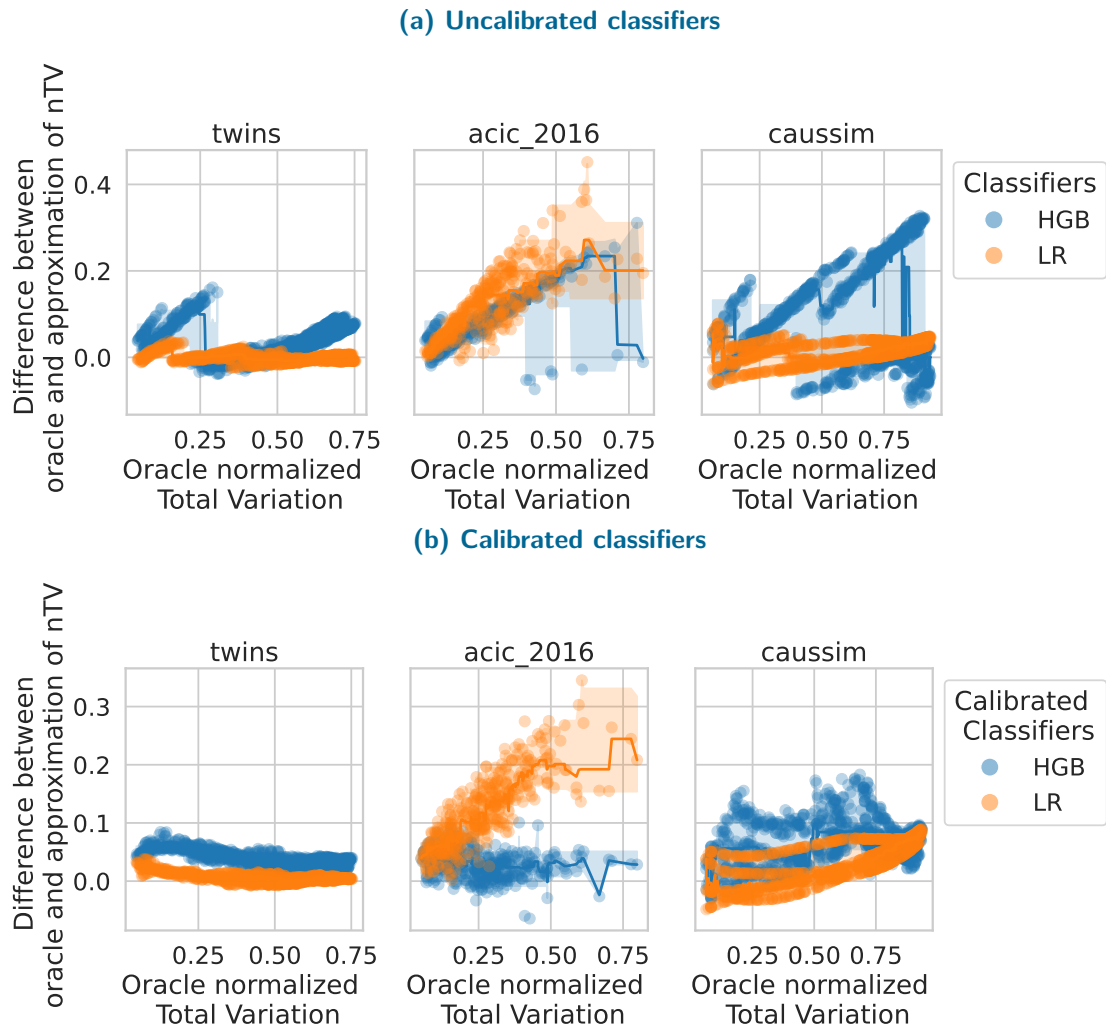 (a) Uncalibrated classifiers
Difference between
oracle and approximation of nTV
twins
acic_2016
caussim
0.4
0.2
0.0
0.25
0.50
0.75
0.25
0.50
0.75
0.25
0.50
0.75
Oracle normalized
Total Variation
Oracle normalized
Total Variation
Oracle normalized
Total Variation
Classifiers
HGB
LR
(b) Calibrated classifiers
Difference between
oracle and approximation of nTV
twins
acic_2016
caussim
0.3
0.2
0.1
0.0
0.25
0.50
0.75
0.25
0.50
0.75
0.25
0.50
0.75
Oracle normalized
Total Variation
Oracle normalized
Total Variation
Oracle normalized
Total Variation
Calibrated
Classifiers
HGB
LR